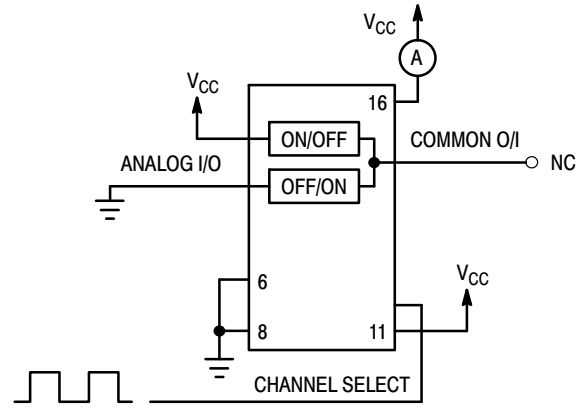 VCC
A
16
VCC
ON/OFF
COMMON O/I
NC
ANALOG I/O
OFF/ON
6
VCC
8
11
CHANNEL SELECT